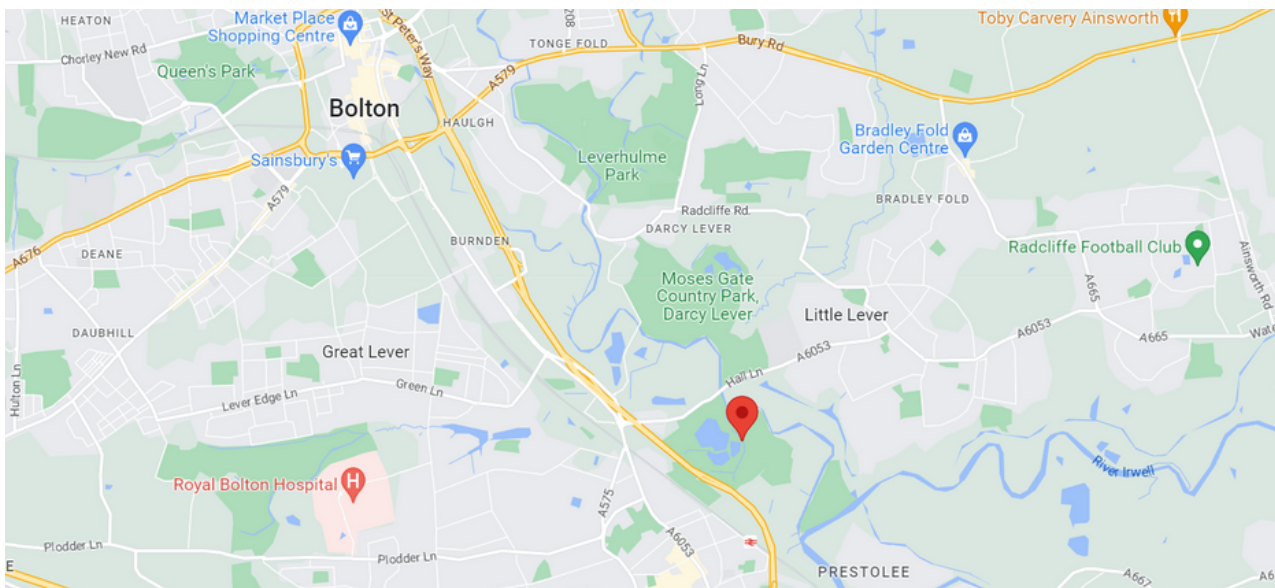 HEATON
Market Place
Shopping Centre
St Peter's Way
208
TONGE FOLD
Bury Rd
Toby Carvery Ainsworth
Chorley New Rd
Queen's Park
A579
Long Ln
Bolton
HAULGH
Bradley Fold
Garden Centre
Sainsbury's
Leverhulme
Park
A579
BRADLEY FOLD
Radcliffe Rd.
DARCY LEVER
BURNDEN
A676
DEANE
Radcliffe Football Club
Ainsworth Rd
Moses Gate
Country Park,
Darcy Lever
A665
Little Lever
DAUBHILL
A6053
A665
Wate
Great Lever
A6053
Hulton Ln
Green Ln
Hall Ln
Lever Edge Ln
River Irwell
Royal Bolton Hospital
H
A575
A6053
Plodder Ln
Plodder Ln
E
PRESTOLEE
A667
A6